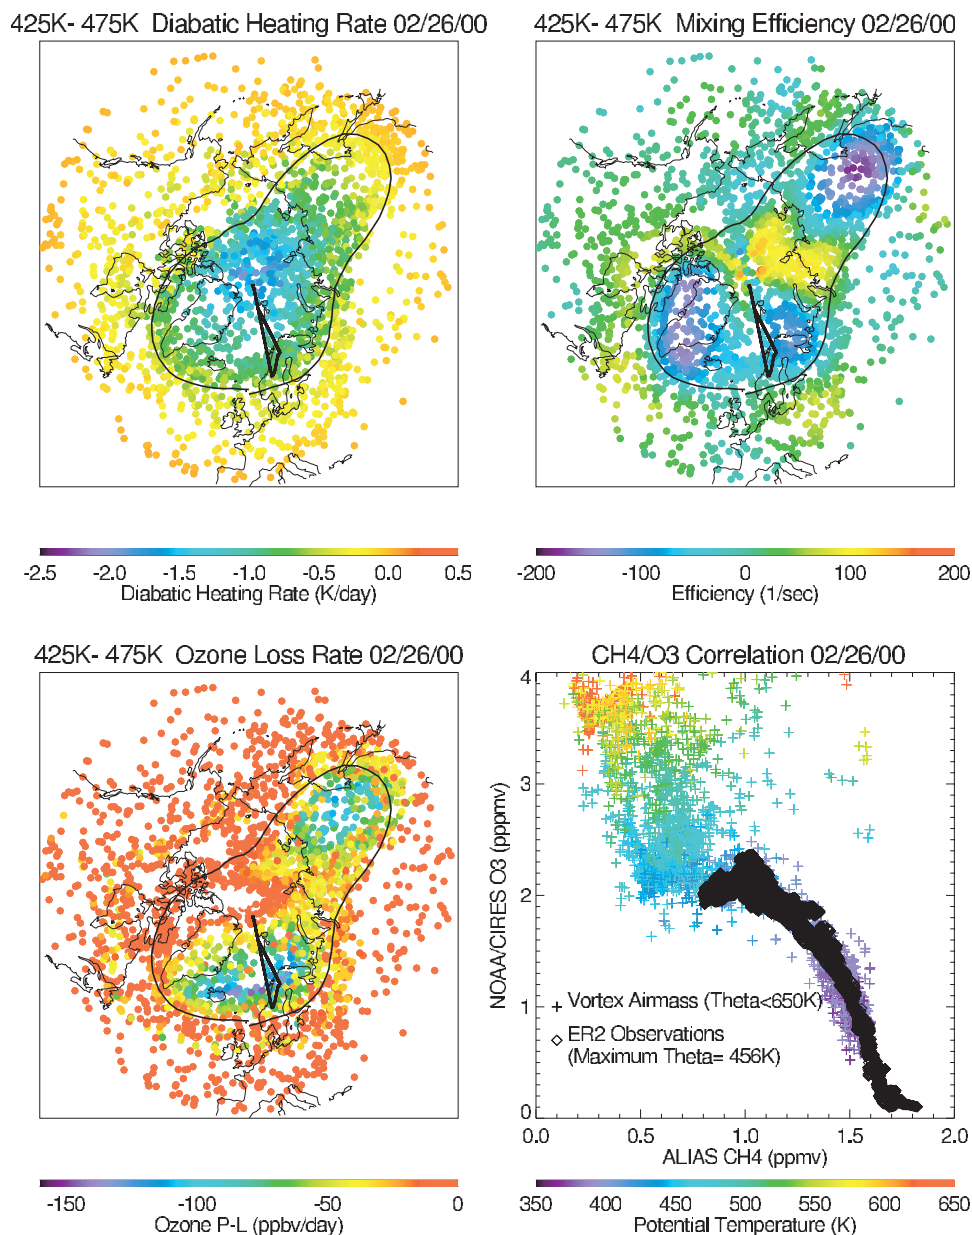 425K- 475K Diabatic Heating Rate 02/26/00
425K- 475K Mixing Efficiency 02/26/00
-2.5 -2.0 -1.5 -1.0 -0.5 0.0 0.5
Diabatic Heating Rate (K/day)
-200 -100 0 100 200
Efficiency (1/sec)
425K- 475K Ozone Loss Rate 02/26/00
-150 -100 -50 0
Ozone P-L (ppbv/day)
CH4/O3 Correlation 02/26/00
4
3
2
1
0
NOAA/CIRES O3 (pppmv)
+ Vortex Airmass (Theta<650K)
◇ ER2 Observations
(Maximum Theta= 456K)
0.0 0.5 1.0 1.5 2.0
ALIAS CH4 (ppmv)
350 400 450 500 550 600 650
Potential Temperature (K)